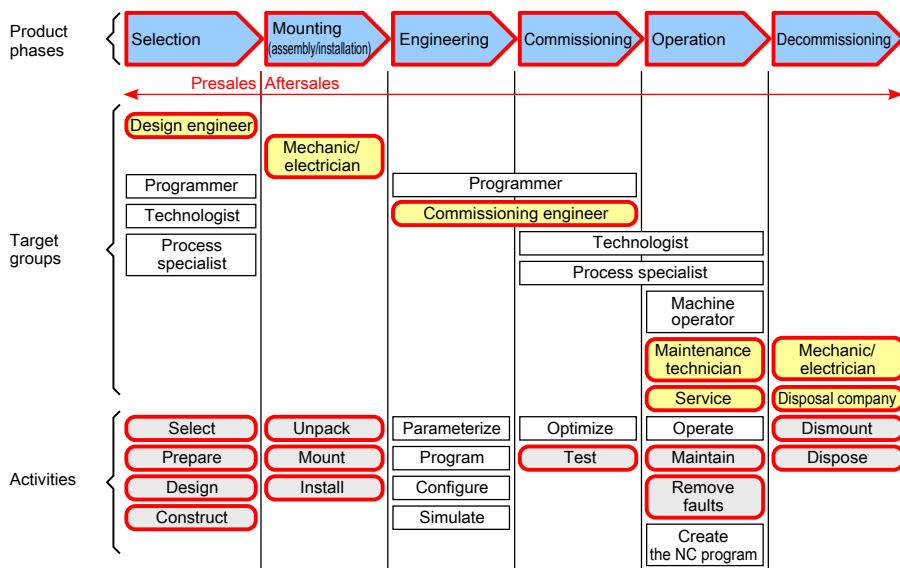 Product
phases
Selection
Mounting
(assembly/installation)
Engineering
Commissioning
Operation
Decommissioning
Presales
Aftersales
Target
groups
Design engineer
Mechanic/
electrician
Programmer
Programmer
Technologist
Commissioning engineer
Process
specialist
Technologist
Process specialist
Machine
operator
Maintenance
technician
Mechanic/
electrician
Service
Disposal company
Activities
Select
Unpack
Parameterize
Optimize
Operate
Dismount
Prepare
Mount
Program
Test
Maintain
Dispose
Design
Install
Configure
Remove
faults
Construct
Simulate
Create
the NC program